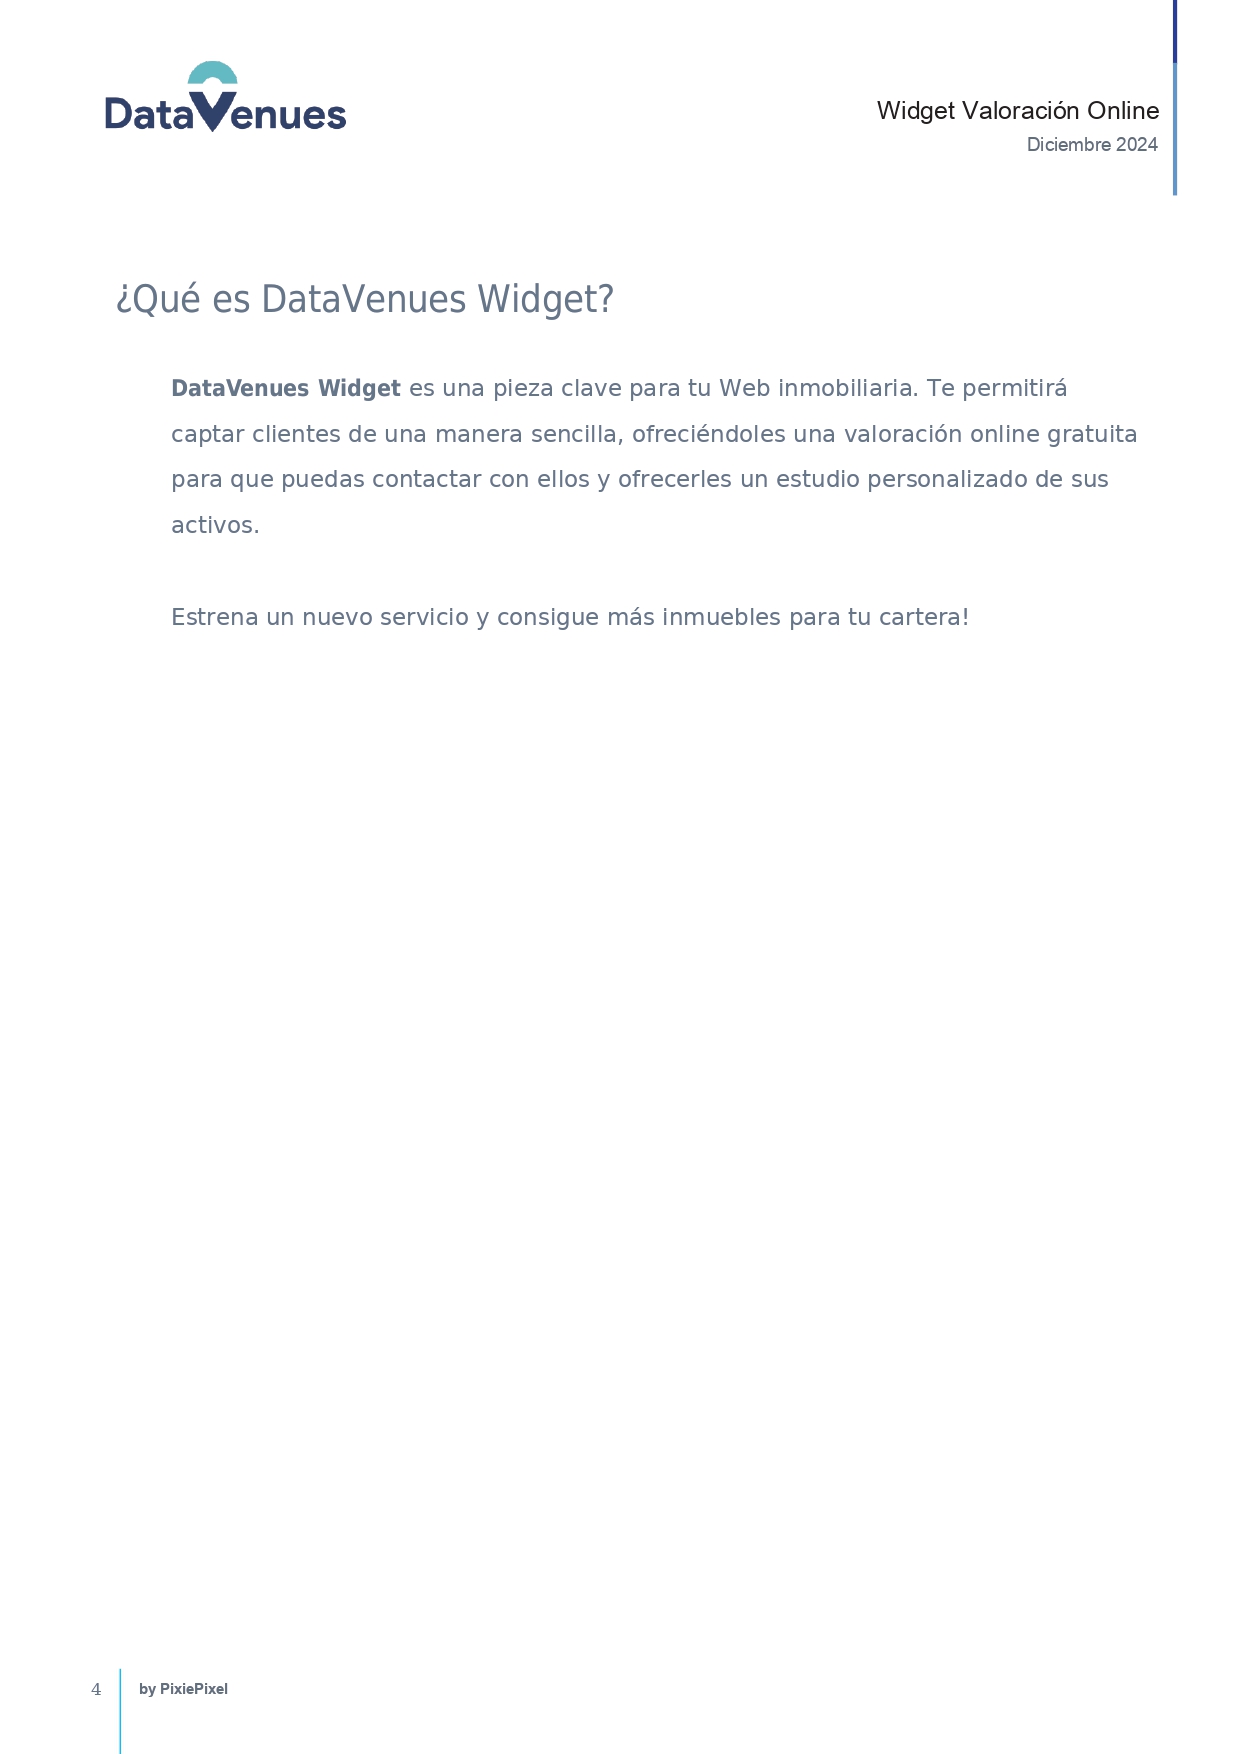 DataVenues
Widget Valoración Online
Diciembre 2024
¿Qué es DataVenues Widget?
DataVenues Widget es una pieza clave para tu Web inmobiliaria. Te permitirá
captar clientes de una manera sencilla, ofreciéndoles una valoración online gratuita
para que puedas contactar con ellos y ofrecerles un estudio personalizado de sus
activos.
Estrena un nuevo servicio y consigue más inmuebles para tu cartera!
4
by PixiePixel